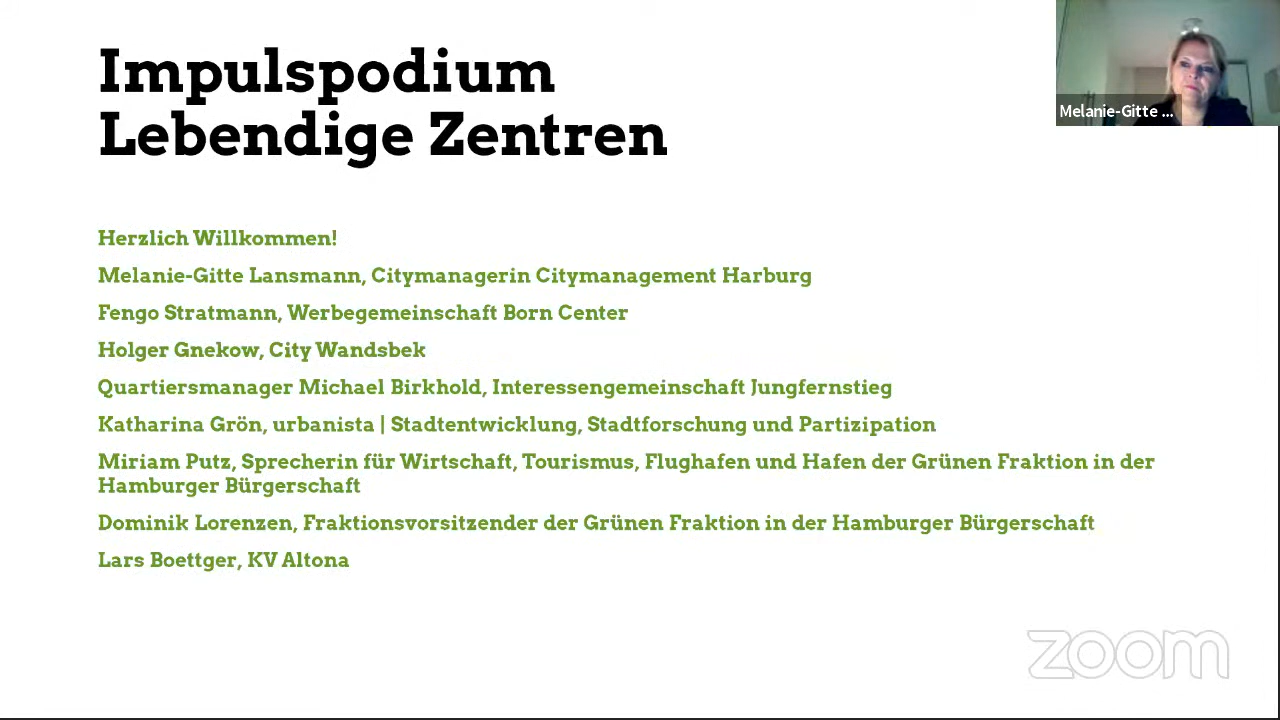 Impulspodium
Lebendige Zentren
Melanie-Gitte ...
Herzlich Willkommen!
Melanie-Gitte Lansmann, Citymanagerin Citymanagement Harburg
Fengo Stratmann, Werbegemeinschaft Born Center
Holger Gnekow, City Wandsbek
Quartiersmanager Michael Birkhold, Interessengemeinschaft Jungfernstieg
Katharina Grön, urbanista | Stadtentwicklung, Stadtforschung und Partizipation
Miriam Putz, Sprecherin für Wirtschaft, Tourismus, Flughafen und Hafen der Grünen Fraktion in der
Hamburger Bürgerschaft
Dominik Lorenzen, Fraktionsvorsitzender der Grünen Fraktion in der Hamburger Bürgerschaft
Lars Boettger, KV Altona
zoom